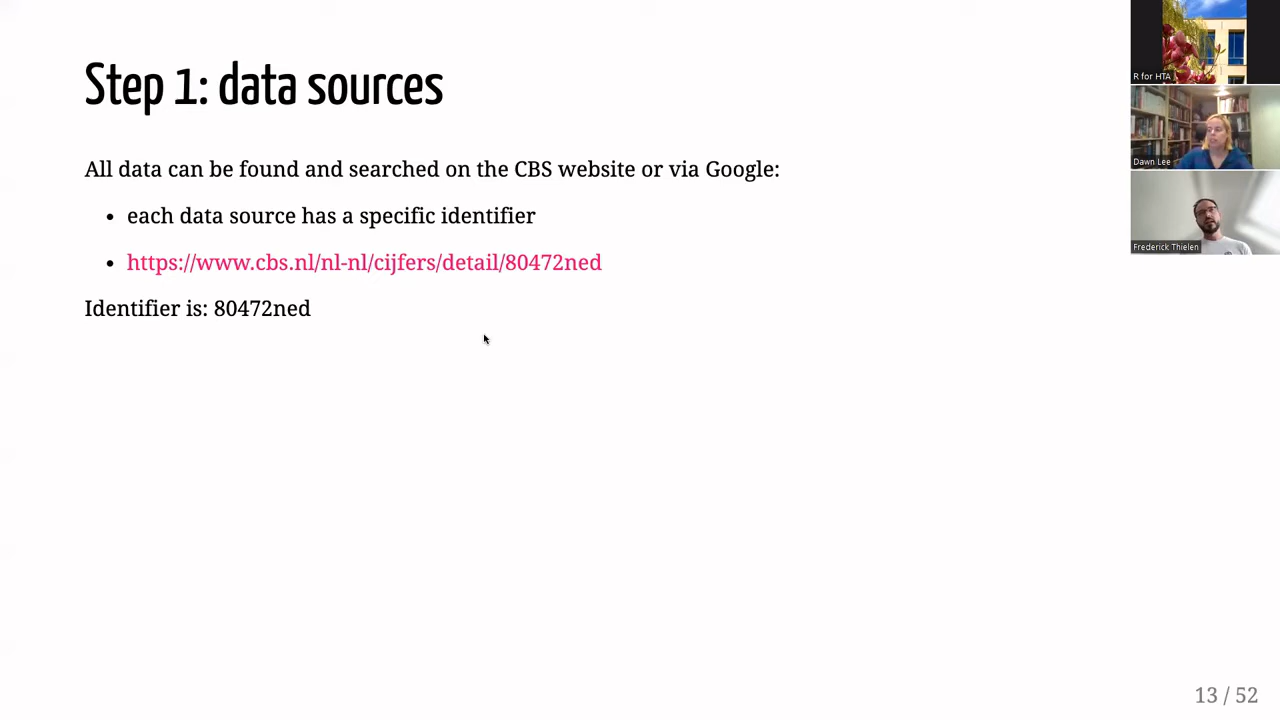 Step 1: data sources
All data can be found and searched on the CBS website or via Google:
• each data source has a specific identifier
• https://www.cbs.nl/nl-nl/cijfers/detail/80472ned
Identifier is: 80472ned
R for HTA
Dawn Lee
Frederick Thielen
13 / 52